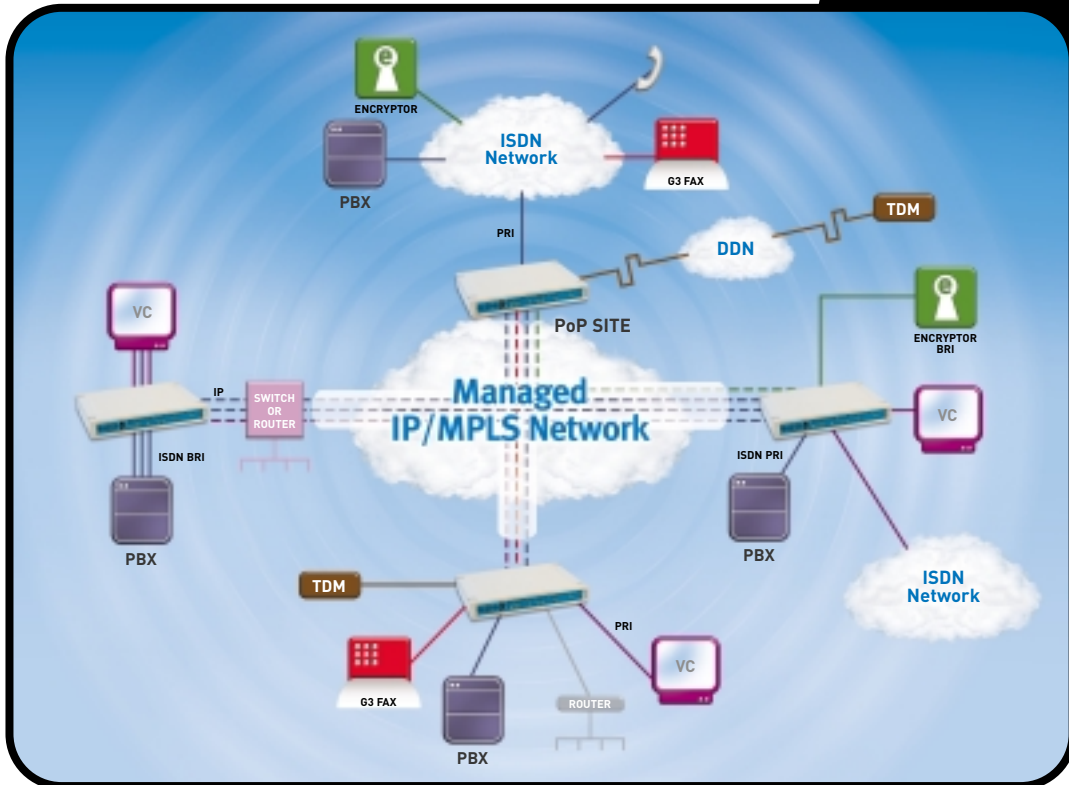 ENCRYPTOR
ISDN
Network
G3 FAX
PBX
TDM
PRI
DDN
PoP SITE
VC
ENCRYPTOR
BRI
IP
SWITCH
OR
ROUTER
Managed
IP/MPLS Network
VC
ISDN BRI
ISDN PRI
PBX
PBX
ISDN
Network
TDM
PRI
VC
G3 FAX
ROUTER
PBX